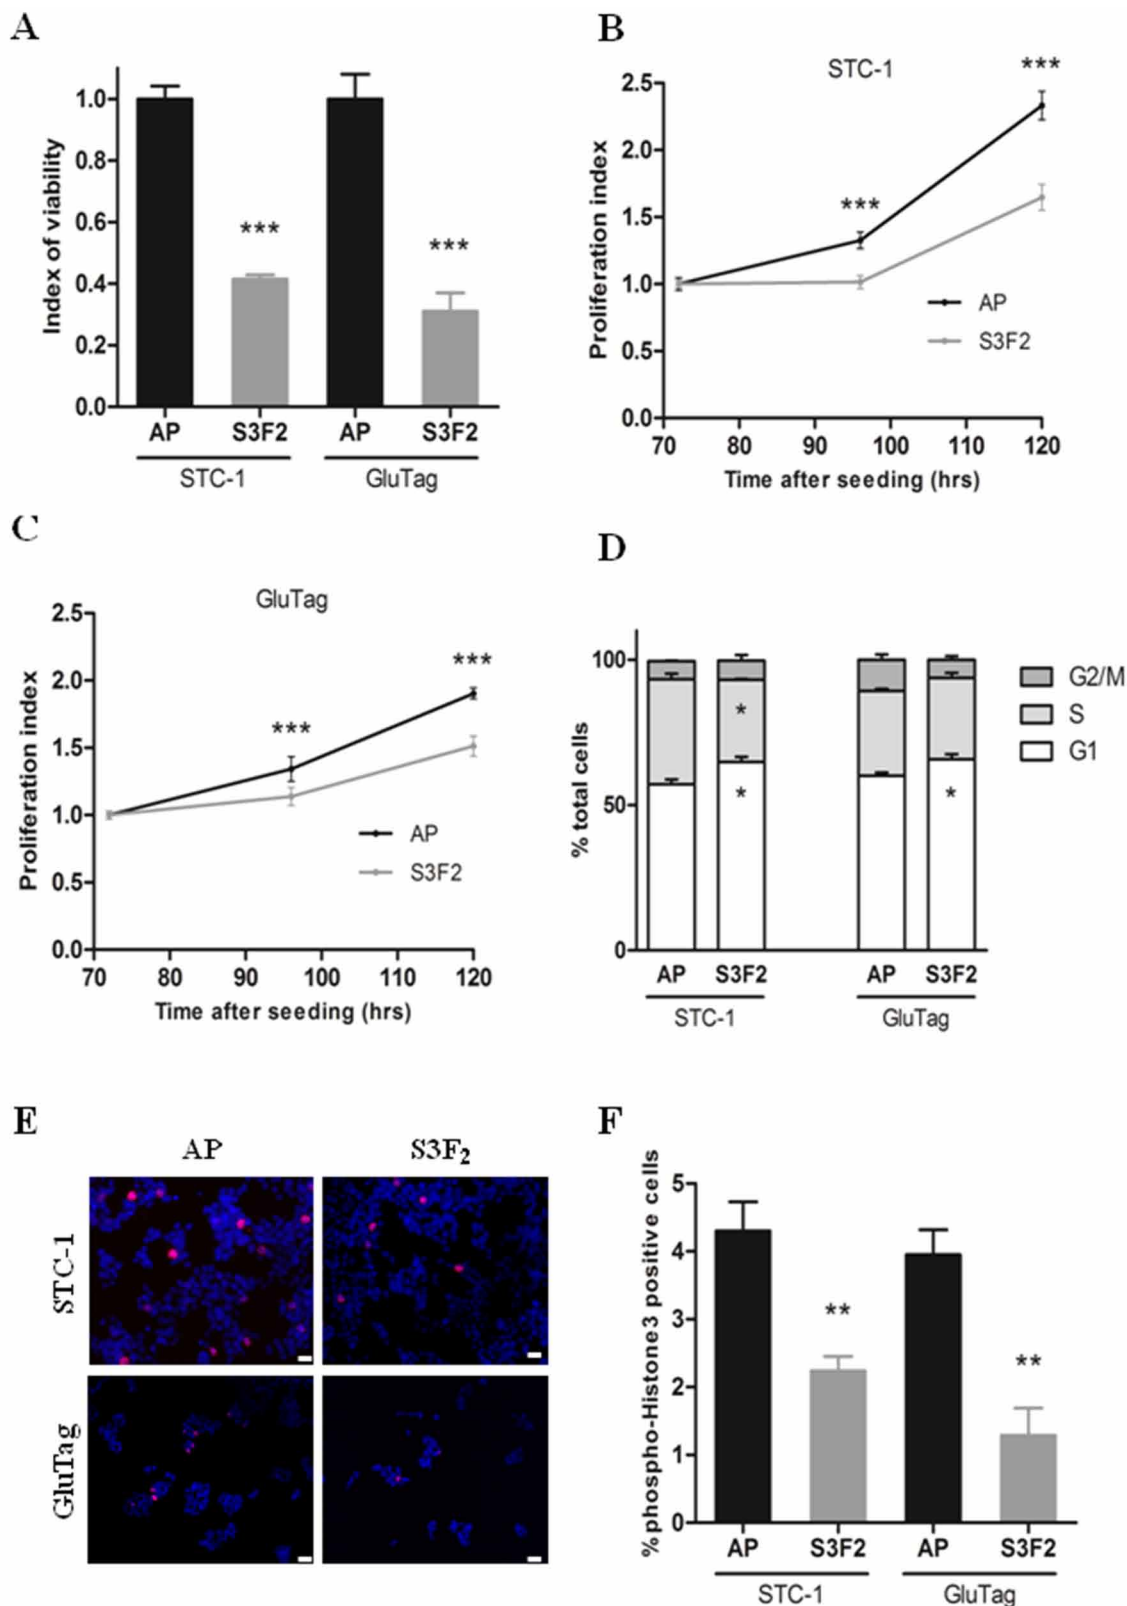 A
Index of viability
1.0
0.8
0.6
0.4
0.2
0.0
***
***
AP S3F2 AP S3F2
STC-1 GluTag
B
STC-1
Proliferation index
2.5
2.0
1.5
1.0
0.5
0.0
***
***
AP
S3F2
70 80 90 100 110 120
Time after seeding (hrs)
C
GluTag
Proliferation index
2.5
2.0
1.5
1.0
0.5
0.0
***
***
AP
S3F2
70 80 90 100 110 120
Time after seeding (hrs)
D
% total cells
100
50
0
*
*
*
G2/M
S
G1
AP S3F2 AP S3F2
STC-1 GluTag
E
AP S3F₂
STC-1
GluTag
F
%phospho-Histone3 positive cells
5
4
3
2
1
0
**
**
AP S3F2 AP S3F2
STC-1 GluTag